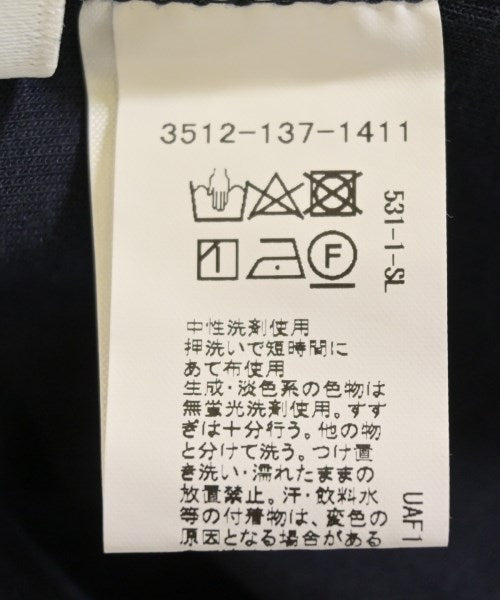 3512-137-1411
531-1-SL
F
中性洗剤使用
押洗いで短時間に
あて布使用
生成・淡色系の色物は
無蛍光洗剤使用。すす
ぎは十分行う。他の物
と分けて洗う。つけ置
き洗い・濡れたままの
放置禁止。汗・飲料水
等の付着物は、変色の
原因となる場合がある
UAF1